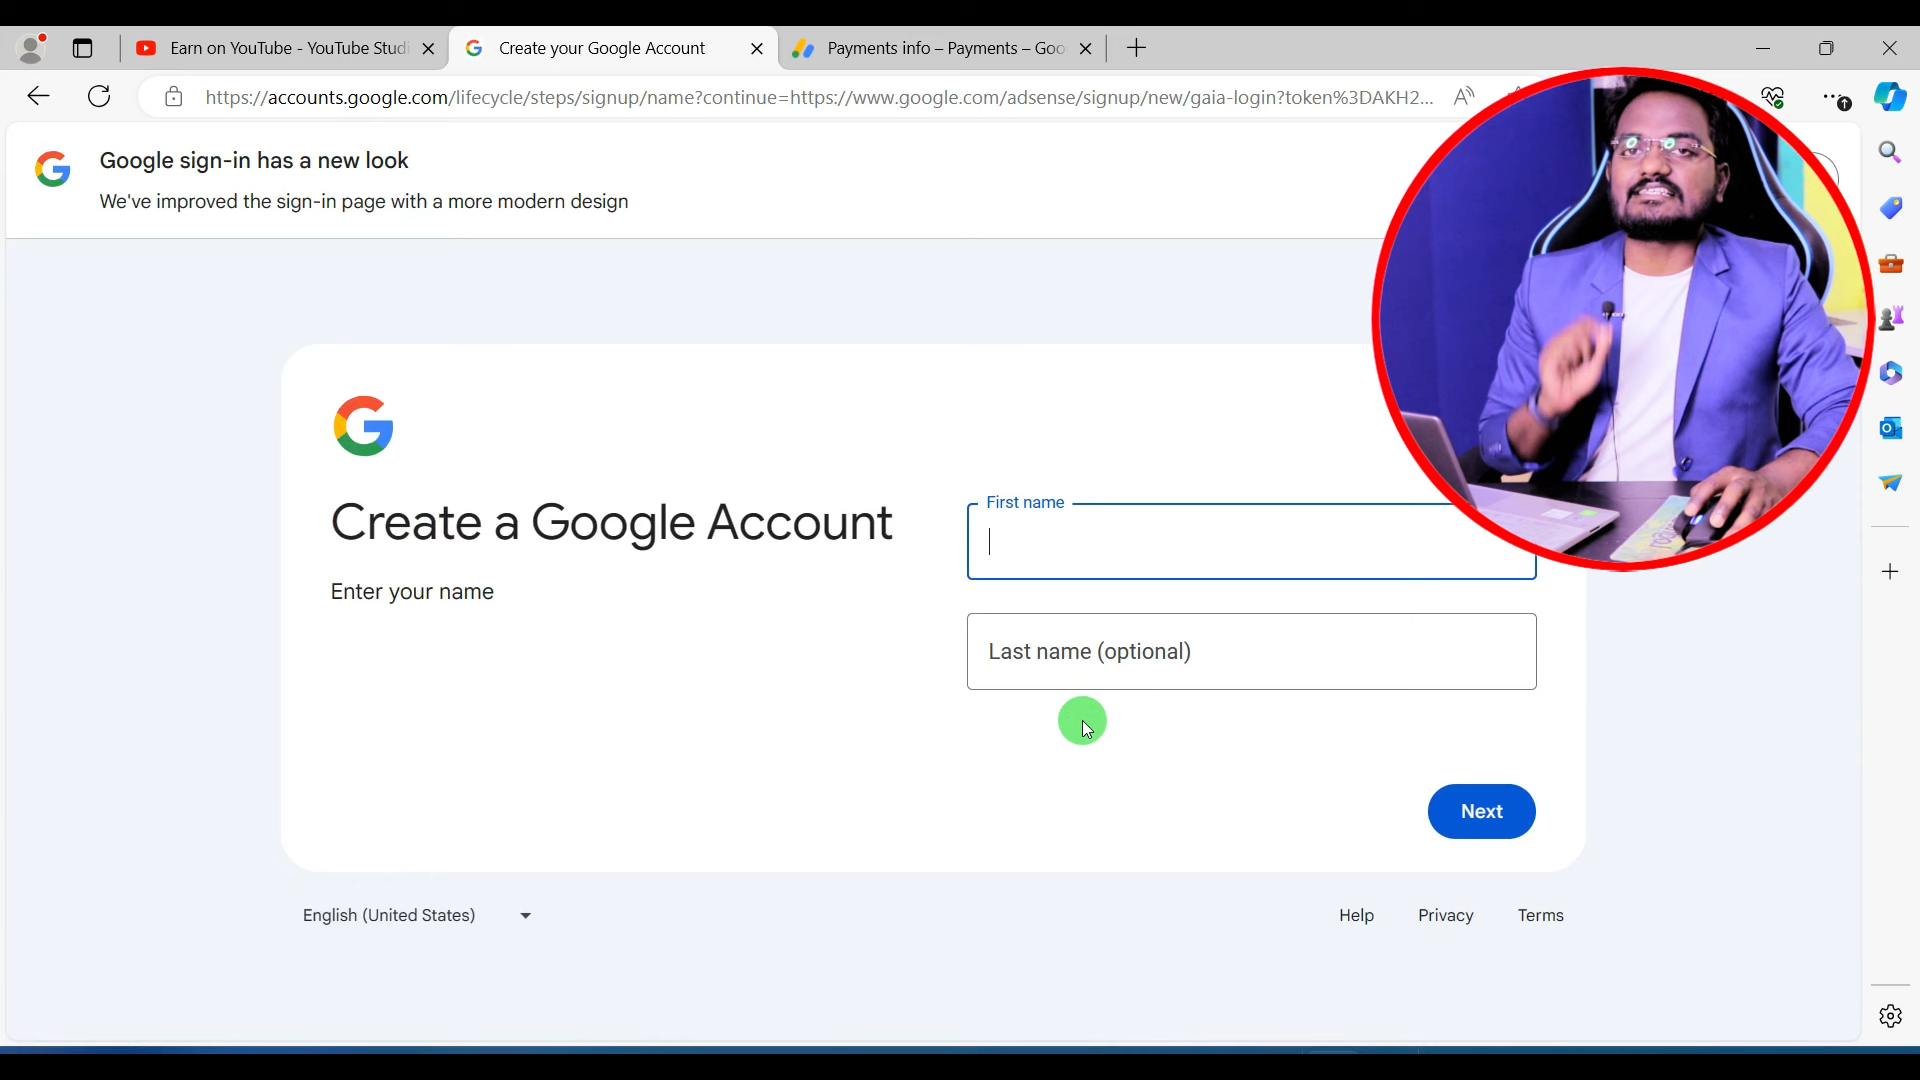 Earn on YouTube - YouTube Studi
Create your Google Account
Payments info – Payments – Goo
https://accounts.google.com/lifecycle/steps/signup/name?continue=https://www.google.com/adsense/signup/new/gaia-login?token%3DAKH2...
Google sign-in has a new look
We've improved the sign-in page with a more modern design
Create a Google Account
Enter your name
First name
Last name (optional)
Next
English (United States)
Help
Privacy
Terms